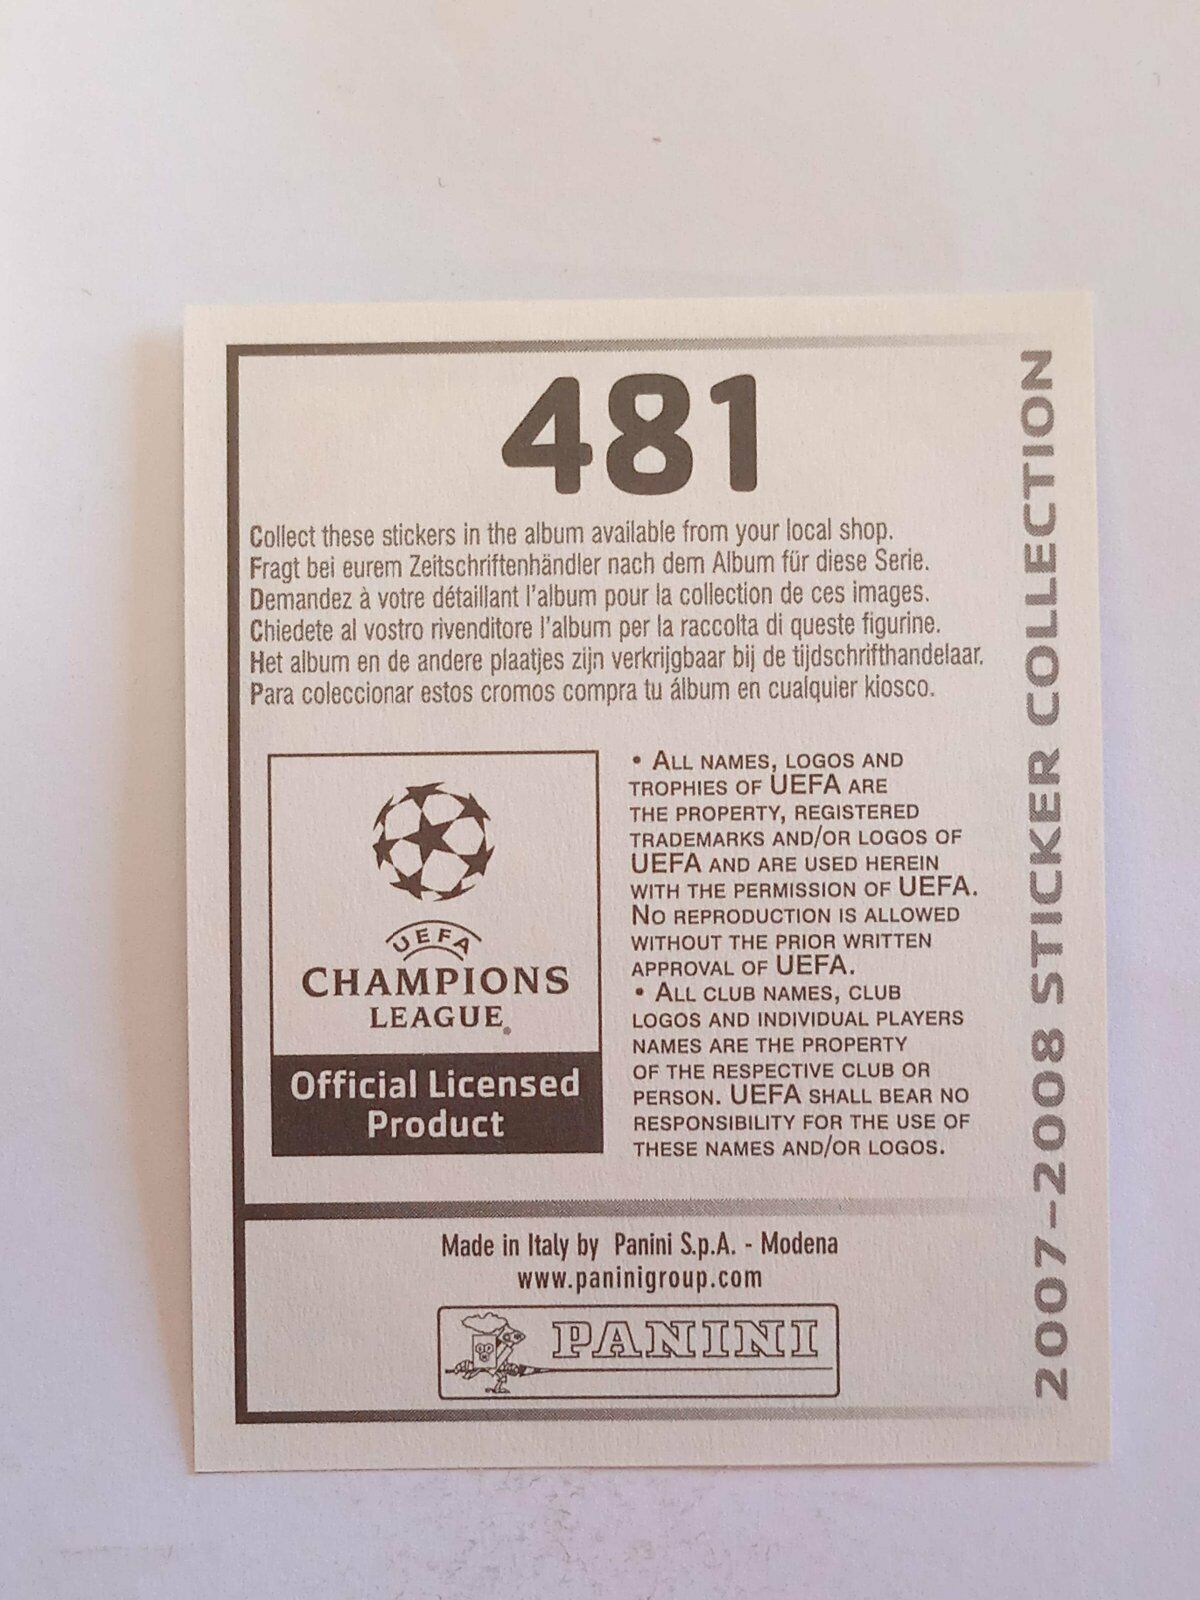 481
Collect these stickers in the album available from your local shop.
Fragt bei eurem Zeitschriftenhändler nach dem Album für diese Serie.
Demandez à votre détaillant l'album pour la collection de ces images.
Chiedete al vostro rivenditore l'album per la raccolta di queste figurine.
Het album en de andere plaatjes zijn verkrijgbaar bij de tijdschrifthandelaar.
Para coleccionar estos cromos compra tu álbum en cualquier kiosco.
UEFA
CHAMPIONS
LEAGUE®
Official Licensed
Product
• ALL NAMES, LOGOS AND
TROPHIES OF UEFA ARE
THE PROPERTY, REGISTERED
TRADEMARKS AND/OR LOGOS OF
UEFA AND ARE USED HEREIN
WITH THE PERMISSION OF UEFA.
NO REPRODUCTION IS ALLOWED
WITHOUT THE PRIOR WRITTEN
APPROVAL OF UEFA.
• ALL CLUB NAMES, CLUB
LOGOS AND INDIVIDUAL PLAYERS
NAMES ARE THE PROPERTY
OF THE RESPECTIVE CLUB OR
PERSON. UEFA SHALL BEAR NO
RESPONSIBILITY FOR THE USE OF
THESE NAMES AND/OR LOGOS.
Made in Italy by Panini S.p.A. - Modena
www.paninigroup.com
PANINI
2007-2008 STICKER COLLECTION